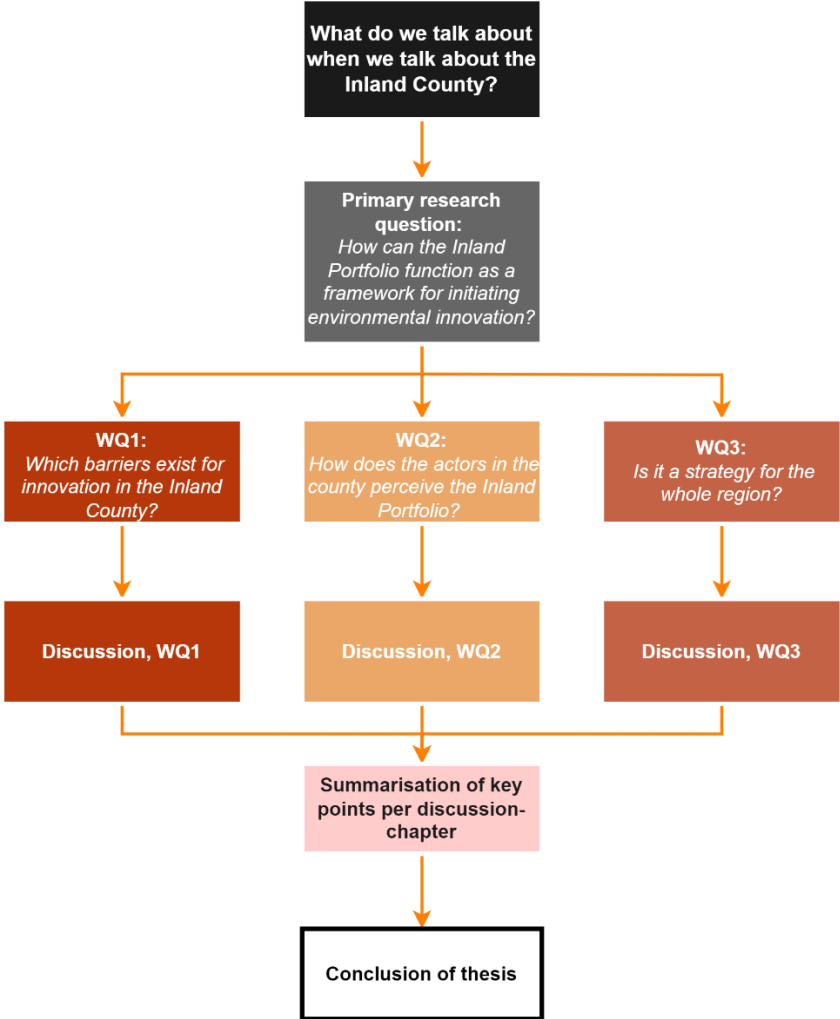 What do we talk about
when we talk about the
Inland County?
Primary research
question:
How can the Inland
Portfolio function as a
framework for initiating
environmental innovation?
WQ1:
Which barriers exist for
innovation in the Inland
County?
WQ2:
How does the actors in the
county perceive the Inland
Portfolio?
WQ3:
Is it a strategy for the
whole region?
Discussion, WQ1
Discussion, WQ2
Discussion, WQ3
Summarisation of key
points per discussion-
chapter
Conclusion of thesis